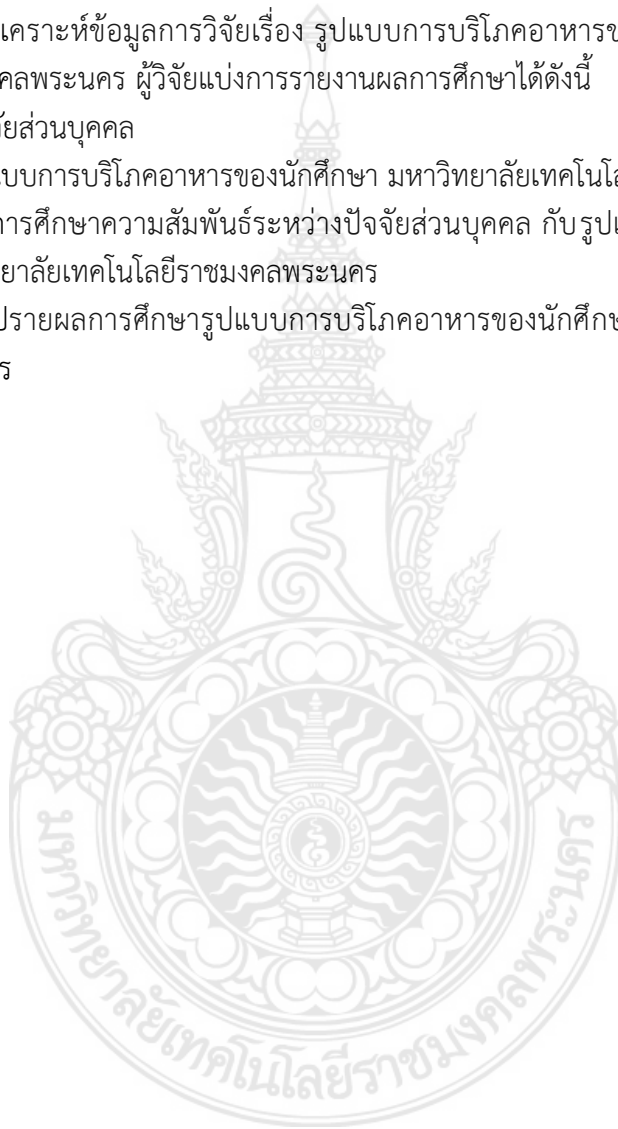 เคราะห์ข้อมูลการวิจัยเรื่อง รูปแบบการบริโภคอาหารข
คลพระนคร ผู้วิจัยแบ่งการรายงานผลการศึกษาได้ดังนี้
จัยส่วนบุคคล
แบบการบริโภคอาหารของนักศึกษา มหาวิทยาลัยเทคโนโล
การศึกษาความสัมพันธ์ระหว่างปัจจัยส่วนบุคคล กับรูปแ
ทยาลัยเทคโนโลยีราชมงคลพระนคร
ปรายผลการศึกษารูปแบบการบริโภคอาหารของนักศึกษ
ร
มหาวิทยาลัยเทคโนโลยีราชมงคลพระนคร